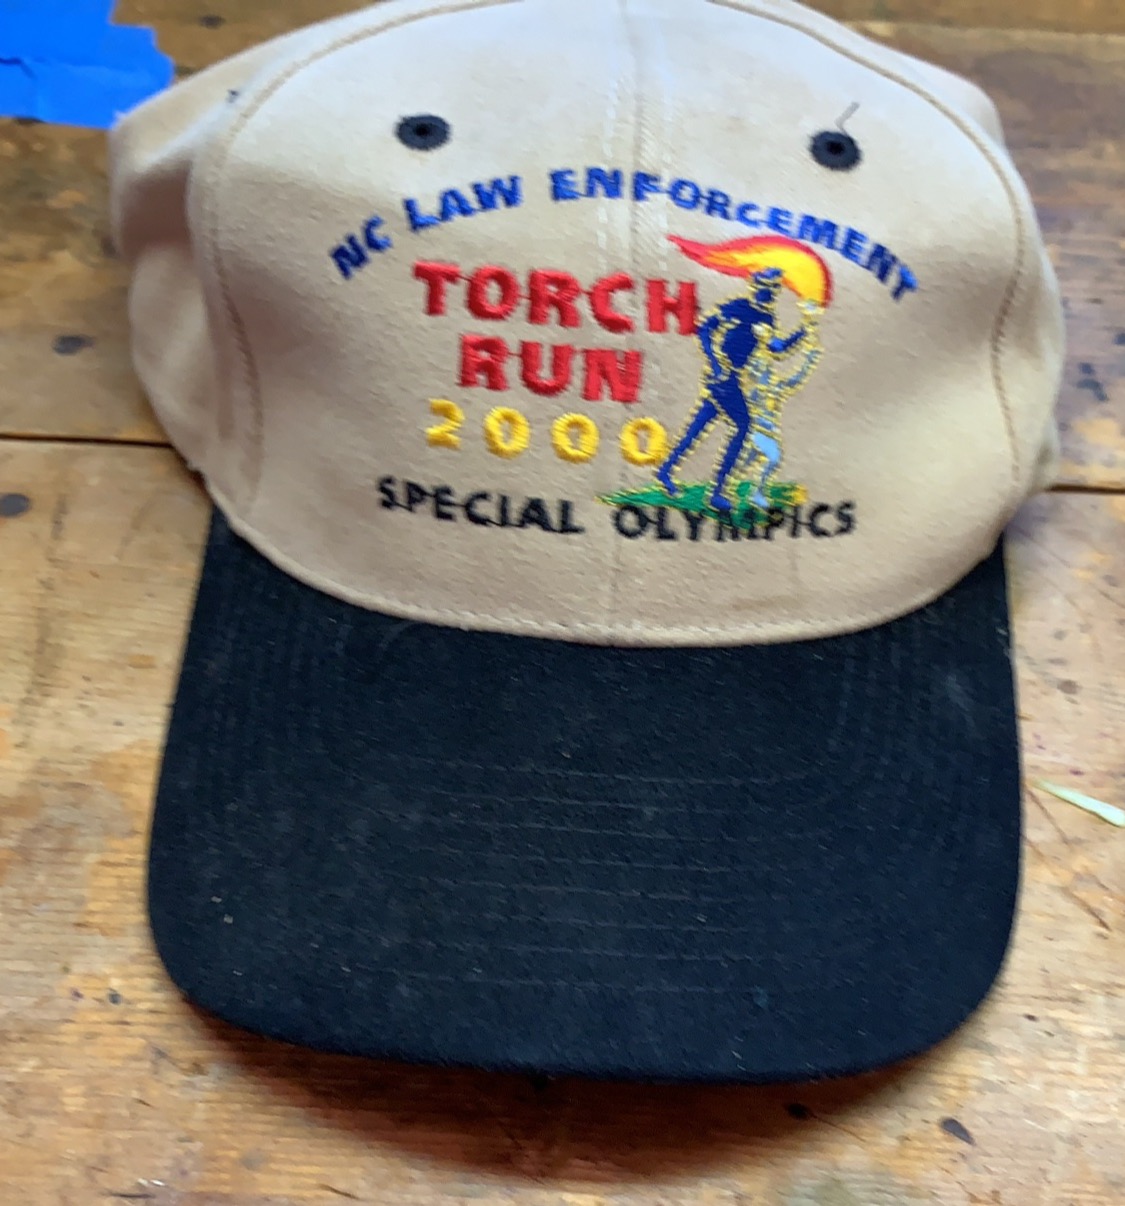 NC LAW ENFORCEMENT
TORCH
RUN
2000
SPECIAL OLYMPICS